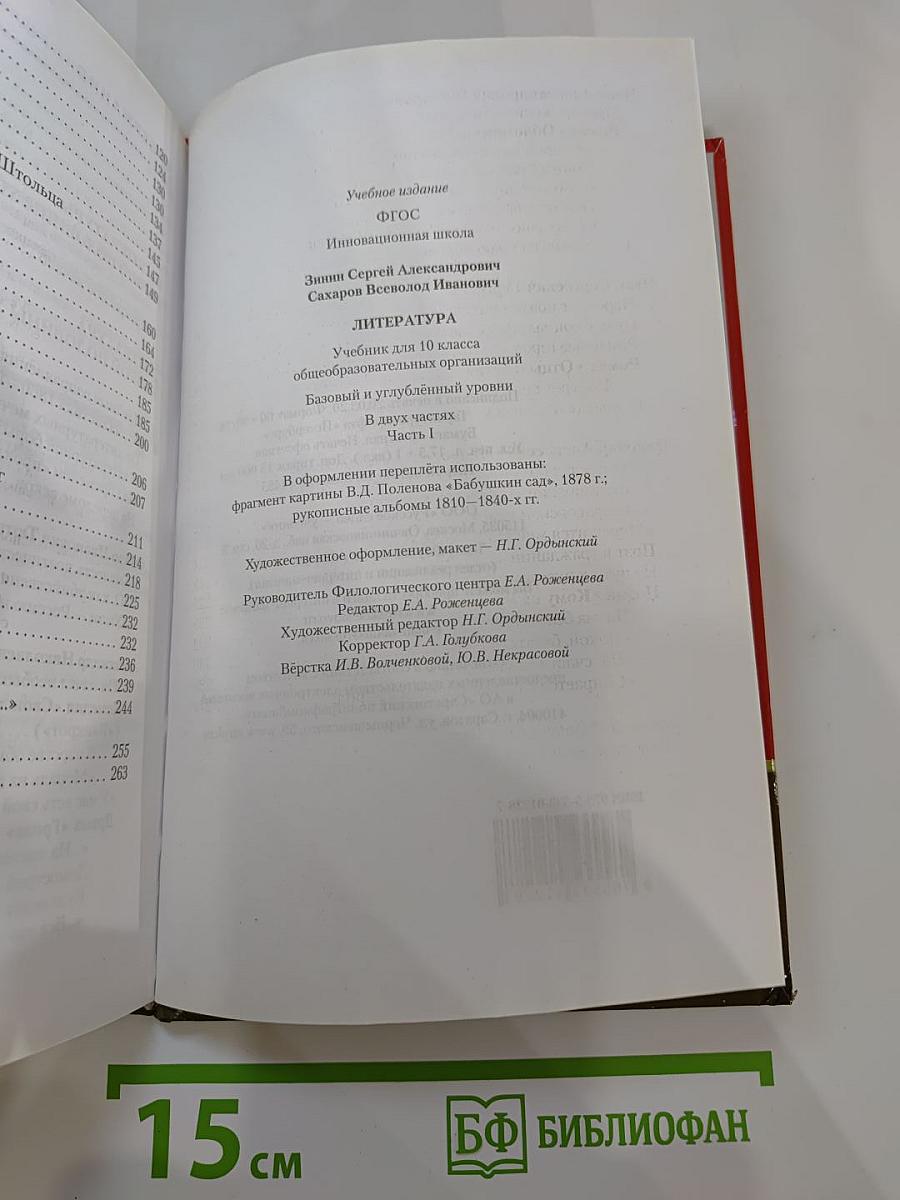 120
124
130
130
134
Штольца
137
145
147
149
160
164
172
178
185
185
200
206
207
211
214
218
225
232
232
236
239
...» 244
255
263
Учебное издание
ФГОС
Инновационная школа
Зинин Сергей Александрович
Сахаров Всеволод Иванович
ЛИТЕРАТУРА
Учебник для 10 класса
общеобразовательных организаций
Базовый и углублённый уровни
В двух частях
Часть I
В оформлении переплёта использованы:
фрагмент картины В.Д. Поленова «Бабушкин сад», 1878 г.;
рукописные альбомы 1810—1840-х гг.
Художественное оформление, макет — Н.Г. Ордынский
Руководитель Филологического центра Е.А. Роженцева
Редактор Е.А. Роженцева
Художественный редактор Н.Г. Ордынский
Корректор Г.А. Голубкова
Вёрстка И.В. Волченковой, Ю.В. Некрасовой
15 см
БФ БИБЛИОФАН